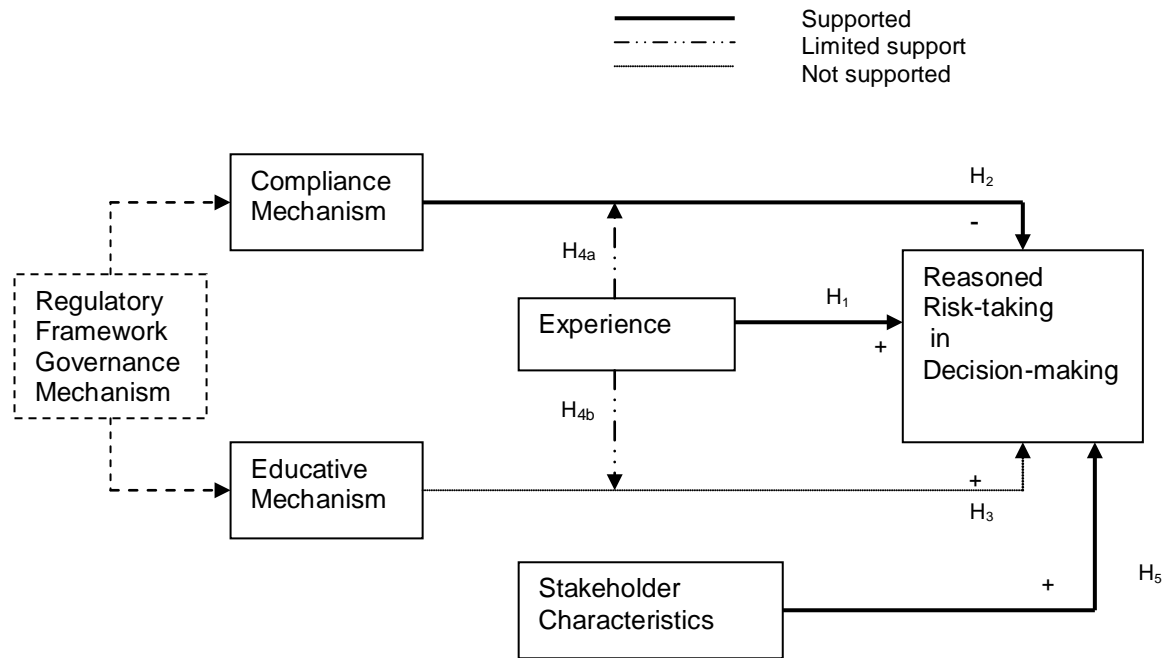 Supported
Limited support
Not supported
Compliance
Mechanism
H2
-
H4a
Regulatory
Framework
Governance
Mechanism
Experience
H1
+
Reasoned
Risk-taking
in
Decision-making
H4b
Educative
Mechanism
+
H3
Stakeholder
Characteristics
+
H5